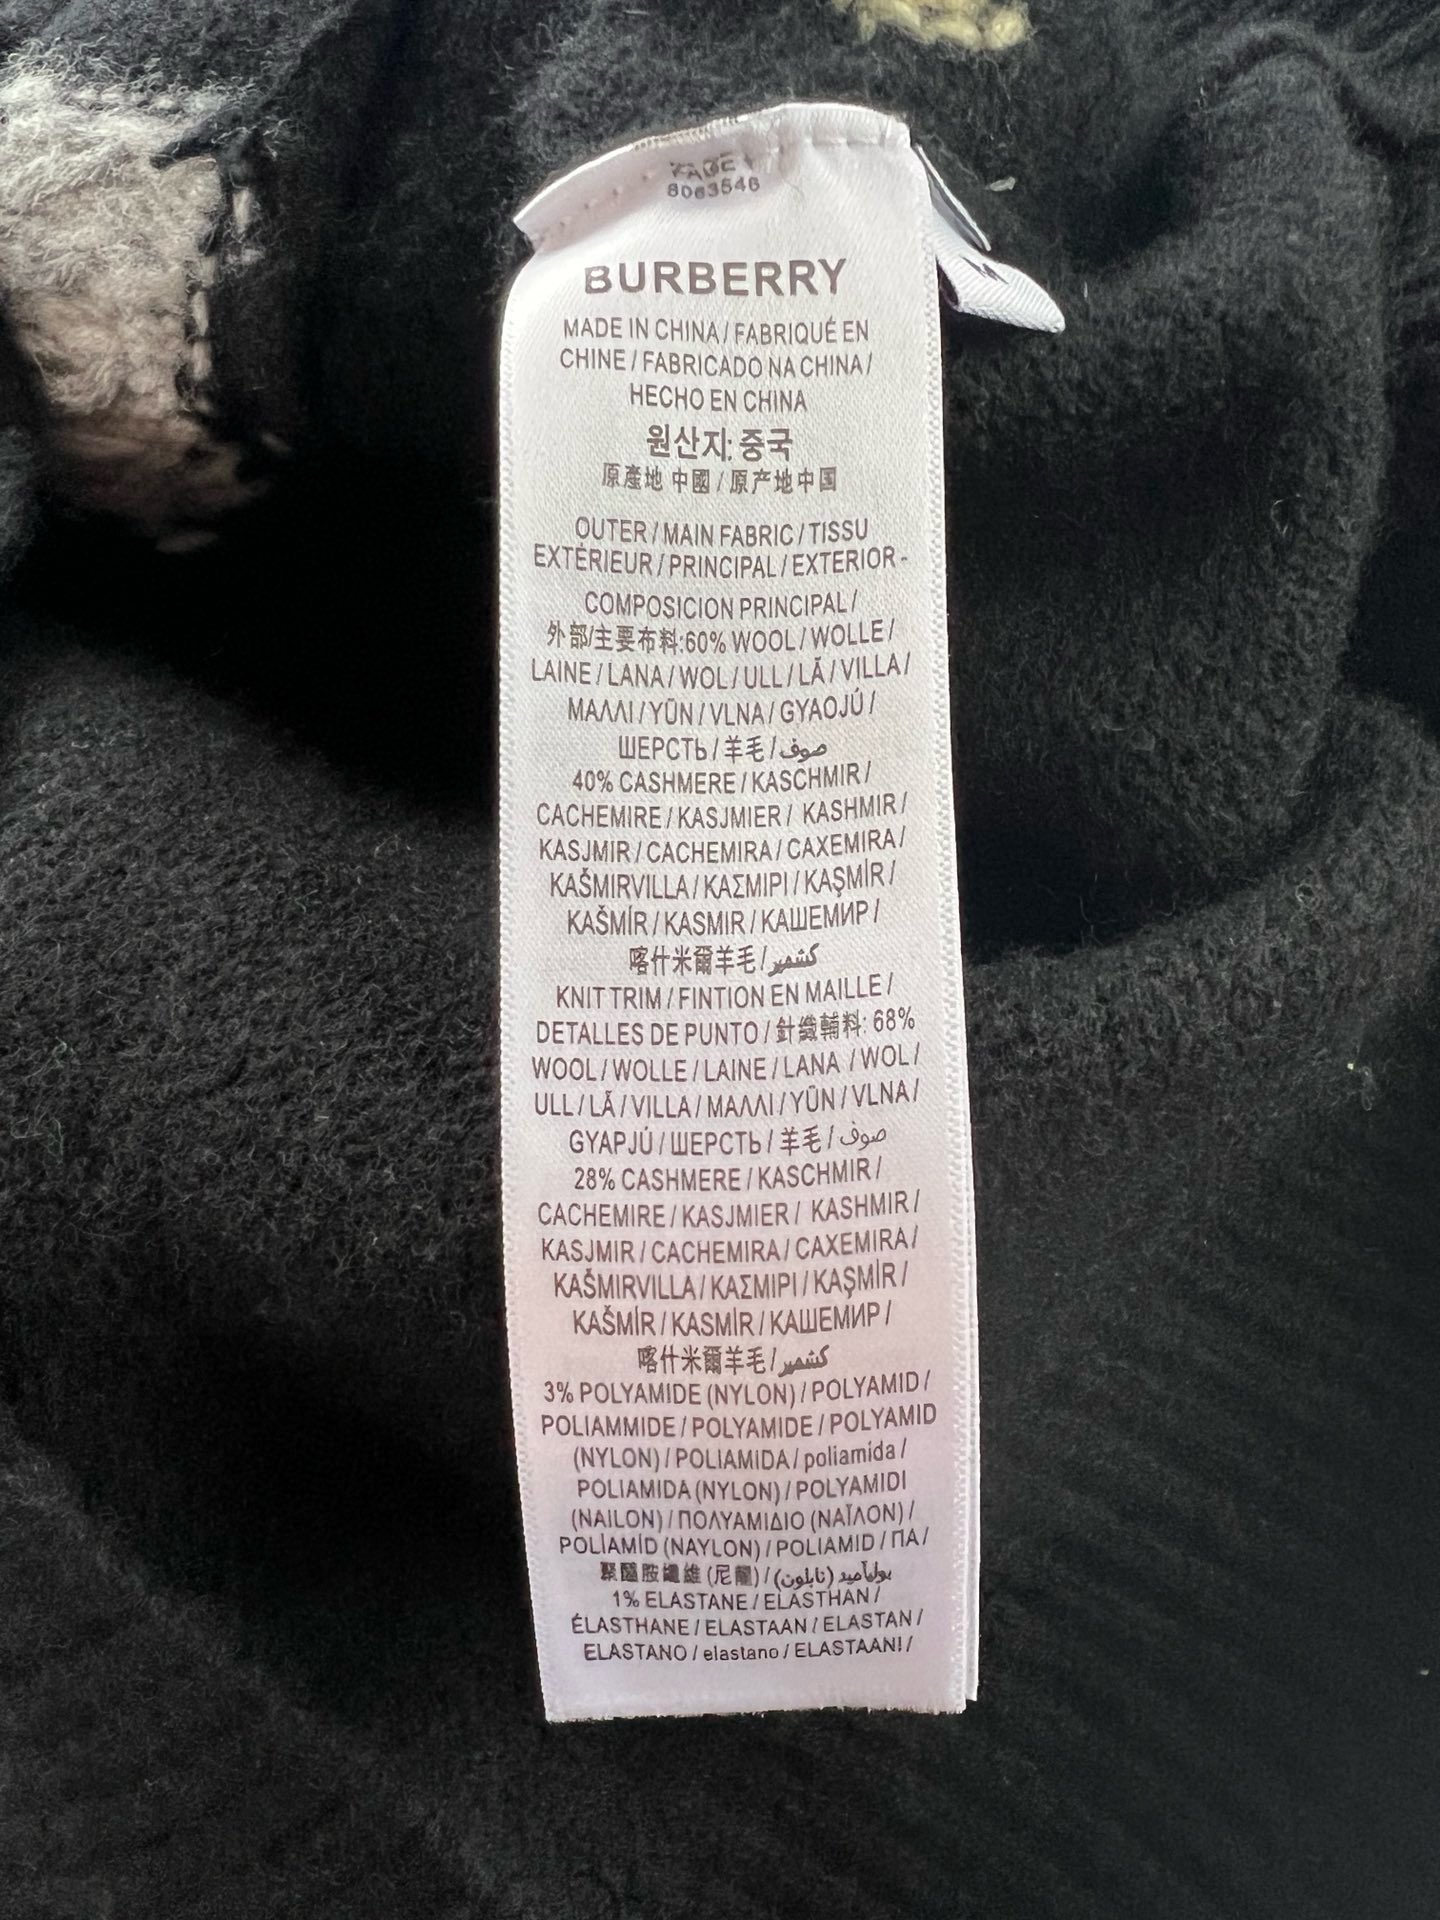 PAGE 1
8063546
BURBERRY
MADE IN CHINA / FABRIQUÉ EN
CHINE / FABRICADO NA CHINA /
HECHO EN CHINA
원산지: 중국
原產地 中國 / 原产地中国
OUTER / MAIN FABRIC / TISSU
EXTÉRIEUR / PRINCIPAL / EXTERIOR -
COMPOSICION PRINCIPAL /
外部/主要布料:60% WOOL / WOLLE /
LAINE / LANA / WOL / ULL / LÃ / VILLA /
ΜΑΛΛΙ / YÜN / VLNA / GYAOJÚ /
ШЕРСТЬ / 羊毛 / صوف
40% CASHMERE / KASCHMIR /
CACHEMIRE / KASJMIER / KASHMIR /
KASJMIR / CACHEMIRA / CAXEMIRA /
KAŠMIRVILLA / ΚΑΣΜΙΡΙ / KAŞMİR /
KAŠMÍR / KASMIR / КАШЕМИР /
喀什米爾羊毛 / كشمير
KNIT TRIM / FINTION EN MAILLE /
DETALLES DE PUNTO / 針織輔料: 68%
WOOL / WOLLE / LAINE / LANA / WOL /
ULL / LÃ / VILLA / ΜΑΛΛΙ / YÜN / VLNA /
GYAPJÚ / ШЕРСТЬ / 羊毛 / صوف
28% CASHMERE / KASCHMIR /
CACHEMIRE / KASJMIER / KASHMIR /
KASJMIR / CACHEMIRA / CAXEMIRA /
KAŠMIRVILLA / ΚΑΣΜΙΡΙ / KAŞMİR /
KAŠMÍR / KASMÍR / КАШЕМИР /
喀什米爾羊毛 / كشمير
3% POLYAMIDE (NYLON) / POLYAMID /
POLIAMMIDE / POLYAMIDE / POLYAMID
(NYLON) / POLIAMIDA / poliamida /
POLIAMIDA (NYLON) / POLYAMIDI
(NAILON) / ΠΟΛΥΑΜΙΔΙΟ (ΝΑΪΛΟΝ) /
POLİAMİD (NAYLON) / POLIAMID / ПА /
聚醯胺纖維 (尼龍) / بولياميد (نايلون)
1% ELASTANE / ELASTHAN /
ÉLASTHANE / ELASTAAN / ELASTAN /
ELASTANO / elastano / ELASTAANI /
M